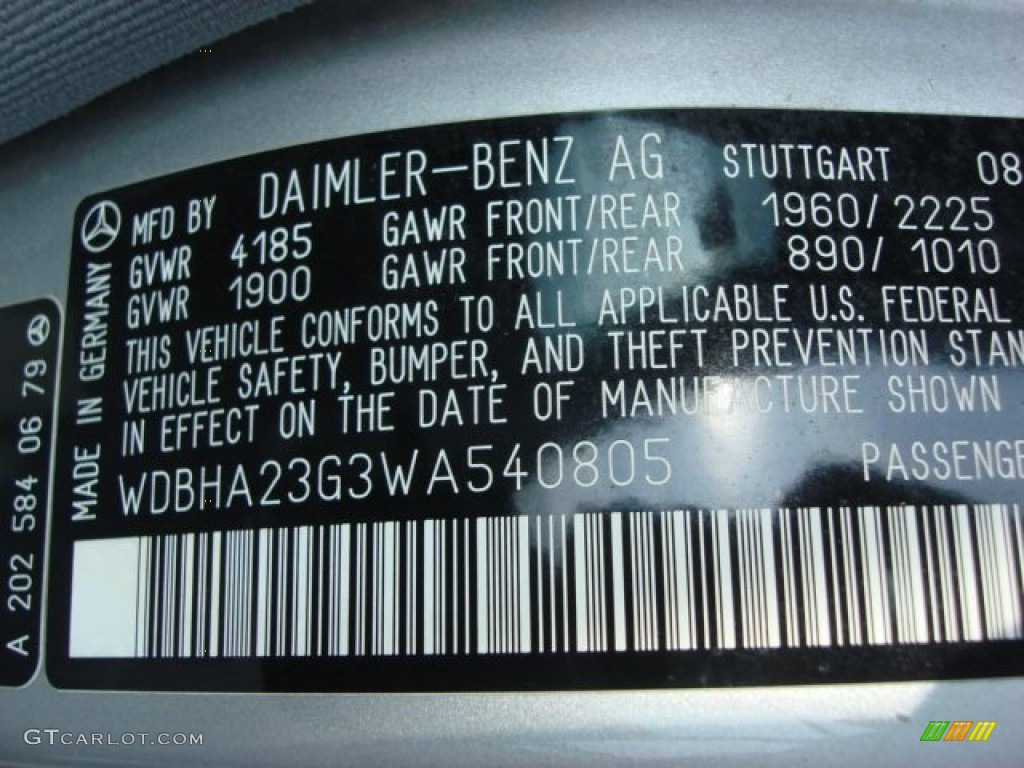 MFD BY DAIMLER-BENZ AG STUTTGART 08
GVWR 4185 GAWR FRONT/REAR 1960/2225
GVWR 1900 GAWR FRONT/REAR 890/1010
THIS VEHICLE CONFORMS TO ALL APPLICABLE U.S. FEDERAL
VEHICLE SAFETY, BUMPER, AND THEFT PREVENTION STAN
IN EFFECT ON THE DATE OF MANUFACTURE SHOWN
WDBHA23G3WA540805 PASSENGE
MADE IN GERMANY
A 202 584 06 79
GTCARLOT.COM